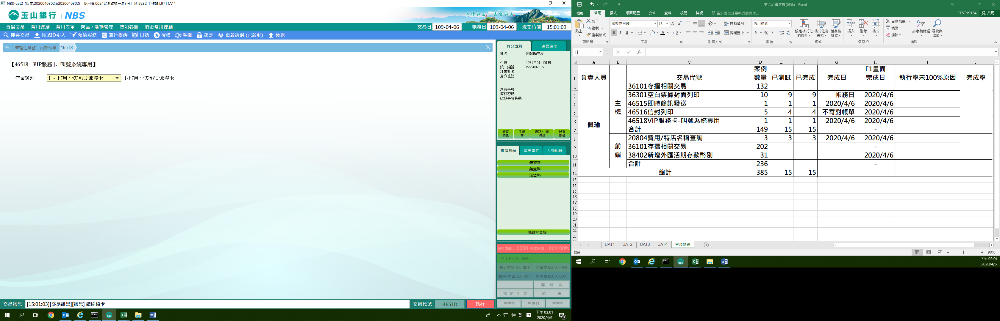 NBS-uat2 (版本:2020040302.b2020040302) 使用者:00242(測試櫃一辰) 分行別:9232 工作站:L9711A11
玉山銀行 | NBS
心清如玉 義重如山
自選交易 常用連結 常用表單 商品 / 活動管理 智能客服 消金常用連結
交易日 109-04-06 帳務日 109-04-06 現在時間 15:01:09
搜尋交易 帳號ID引入 預約服務 蒞行提醒 日誌 授權 廣播 鎖定 重啟週邊 (已啟動) 簽退
管理性業務 內部作業 46518
【46518 VIP服務卡-叫號系統專用】
作業類別 1 - 啟用、修復VIP服務卡 1-啟用、修復VIP服務卡
身分識別 產品往來
姓名 測試顏三亥
生日 1981年01月01日
統一編號 C299002315
理專姓名
身分註記
注意事項
簡訊密碼
近期事故異動
顧客資訊 手續費 通路/共同行銷 顧客影像
推薦商品 重要事件 互動記錄
無資料
無資料
無資料
一般轉介登錄
服務號碼： 0000 等候時間： 00分00秒
ＶＩＰ:0人 00分
個人交易:0人 00分 企業交易:0人 00分
開戶/申請:0人 00分 外匯業務:0人 00分
再 呼 叫
預 約 叫 號 結 束
無資料 無資料 無資料
交易訊息 [15:01:03][交易訊息][訊息] 請刷磁卡 交易代號 46518 執行
英 下午 03:01
2020/4/6
3
第六組進度表(佩瑜) - Excel
檔案 常用 插入 版面配置 公式 資料 校閱 檢視 告訴我您想要執行的動作... TEST19134 共用
貼上 剪下 複製 複製格式 剪貼簿
微軟正黑體 18 B I U 字型
自動換列 跨欄置中 對齊方式
通用格式 $ % 數值
設定格式化的條件 格式化為表格 儲存格樣式 樣式
插入 刪除 格式 儲存格
自動加總 填滿 清除 排序與篩選 尋找與選取 編輯
I11 fx
A B C D E F G H I J
1 負責人員 交易代號 案例數量 已測試 已完成 完成日 F1畫面完成日 執行率未100%原因 完成率
佩瑜
主機
2 36101存摺相關交易 132
3 36301空白票據封面列印 10 9 9 帳務日 2020/4/6
4 46515即時簡訊發送 1 1 1 2020/4/6 2020/4/6
5 46516信封列印 5 4 4 不寄對帳單 2020/4/6
6 46518VIP服務卡-叫號系統專用 1 1 1 2020/4/6 2020/4/6
7 合計 149 15 15 -
前端
8 20804費用/特店名稱查詢 3 3 3 2020/4/6 2020/4/6
9 36101存摺相關交易 202 -
10 38402新增外匯活期存款幣別 31 2020/4/6
11 合計 236 -
12 總計 385 15 15
13
14
15
16
17
18
19
20
21
22
23
UAT1 UAT2 UAT3 UAT4 專項驗證
就緒 90%
下午 03:01
2020/4/6